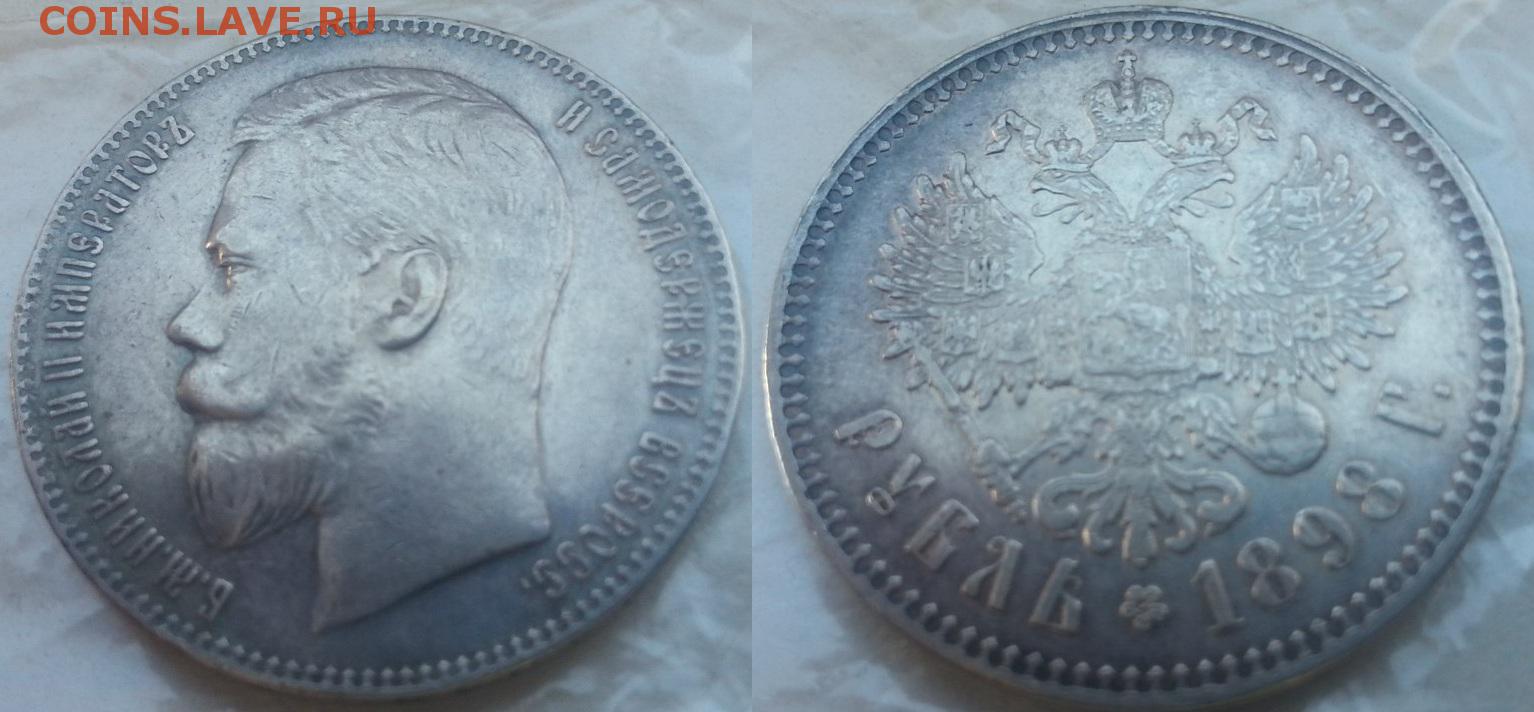 COINS.LAVE.RU
Б.М.НИКОЛАЙ II ИМПЕРАТОРЪ
И САМОДЕРЖЕЦЪ ВСЕРОСС.
РУБЛЬ 1898 Г.